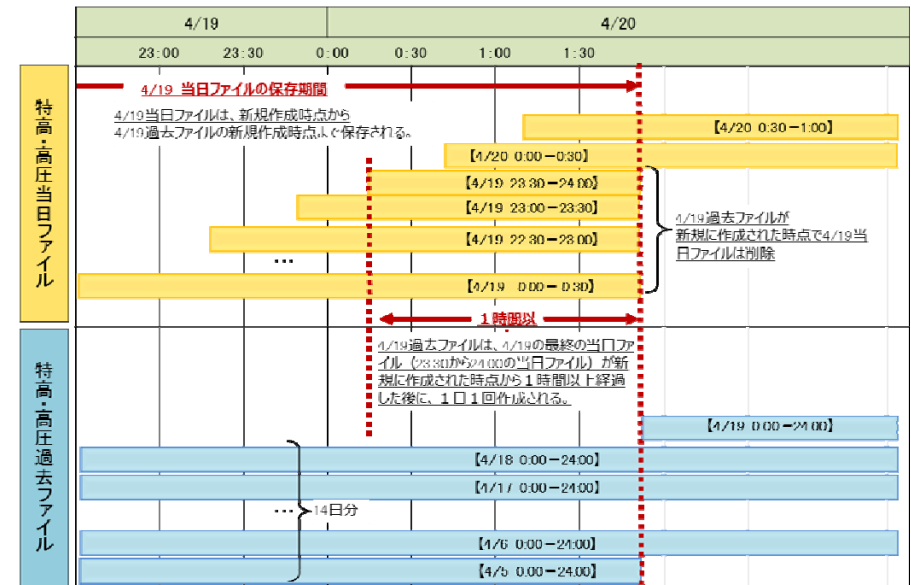 4/19
4/20
23:00
23:30
0:00
0:30
1:00
1:30
特高・高圧当日ファイル
4/19 当日ファイルの保存期間
4/19当日ファイルは、新規作成時点から
4/19過去ファイルの新規作成時点まで保存される。
【4/20 0:30－1:00】
【4/20 0:00－0:30】
【4/19 23:30－24:00】
【4/19 23:00－23:30】
【4/19 22:30－23:00】
…
【4/19 0:00－0:30】
4/19過去ファイルが
新規に作成された時点で4/19当
日ファイルは削除
１時間以
4/19過去ファイルは、4/19の最終の当日ファ
イル（23:30から24:00の当日ファイル）が新
規に作成された時点から１時間以上経過
した後に、１日１回作成される。
特高・高圧過去ファイル
【4/19 0:00－24:00】
【4/18 0:00－24:00】
【4/17 0:00－24:00】
…
14日分
【4/6 0:00－24:00】
【4/5 0:00－24:00】